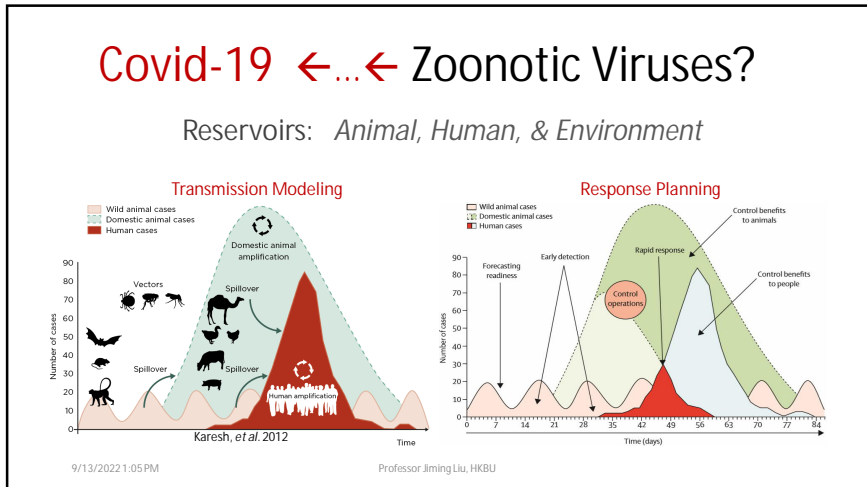 Covid-19 ←…← Zoonotic Viruses?
Reservoirs: Animal, Human, & Environment
Transmission Modeling
Wild animal cases
Domestic animal cases
Human cases
Domestic animal
amplification
Vectors
Spillover
Spillover
Spillover
Human amplification
Number of cases
90
80
70
60
50
40
30
20
10
0
Time
Karesh, et al. 2012
Response Planning
Wild animal cases
Domestic animal cases
Human cases
Forecasting
readiness
Early detection
Rapid response
Control benefits
to animals
Control
operations
Control benefits
to people
Number of cases
90
80
70
60
50
40
30
20
10
0
0 7 14 21 28 35 42 49 56 63 70 77 84
Time (days)
9/13/2022 1:05 PM
Professor Jiming Liu, HKBU